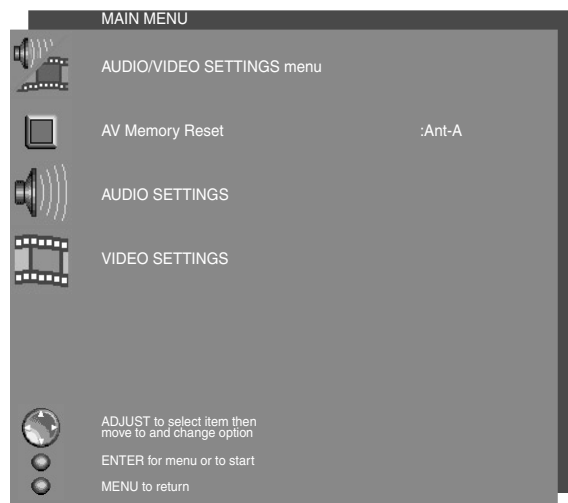 MAIN MENU
AUDIO/VIDEO SETTINGS menu
AV Memory Reset :Ant-A
AUDIO SETTINGS
VIDEO SETTINGS
ADJUST to select item then
move to and change option
ENTER for menu or to start
MENU to return